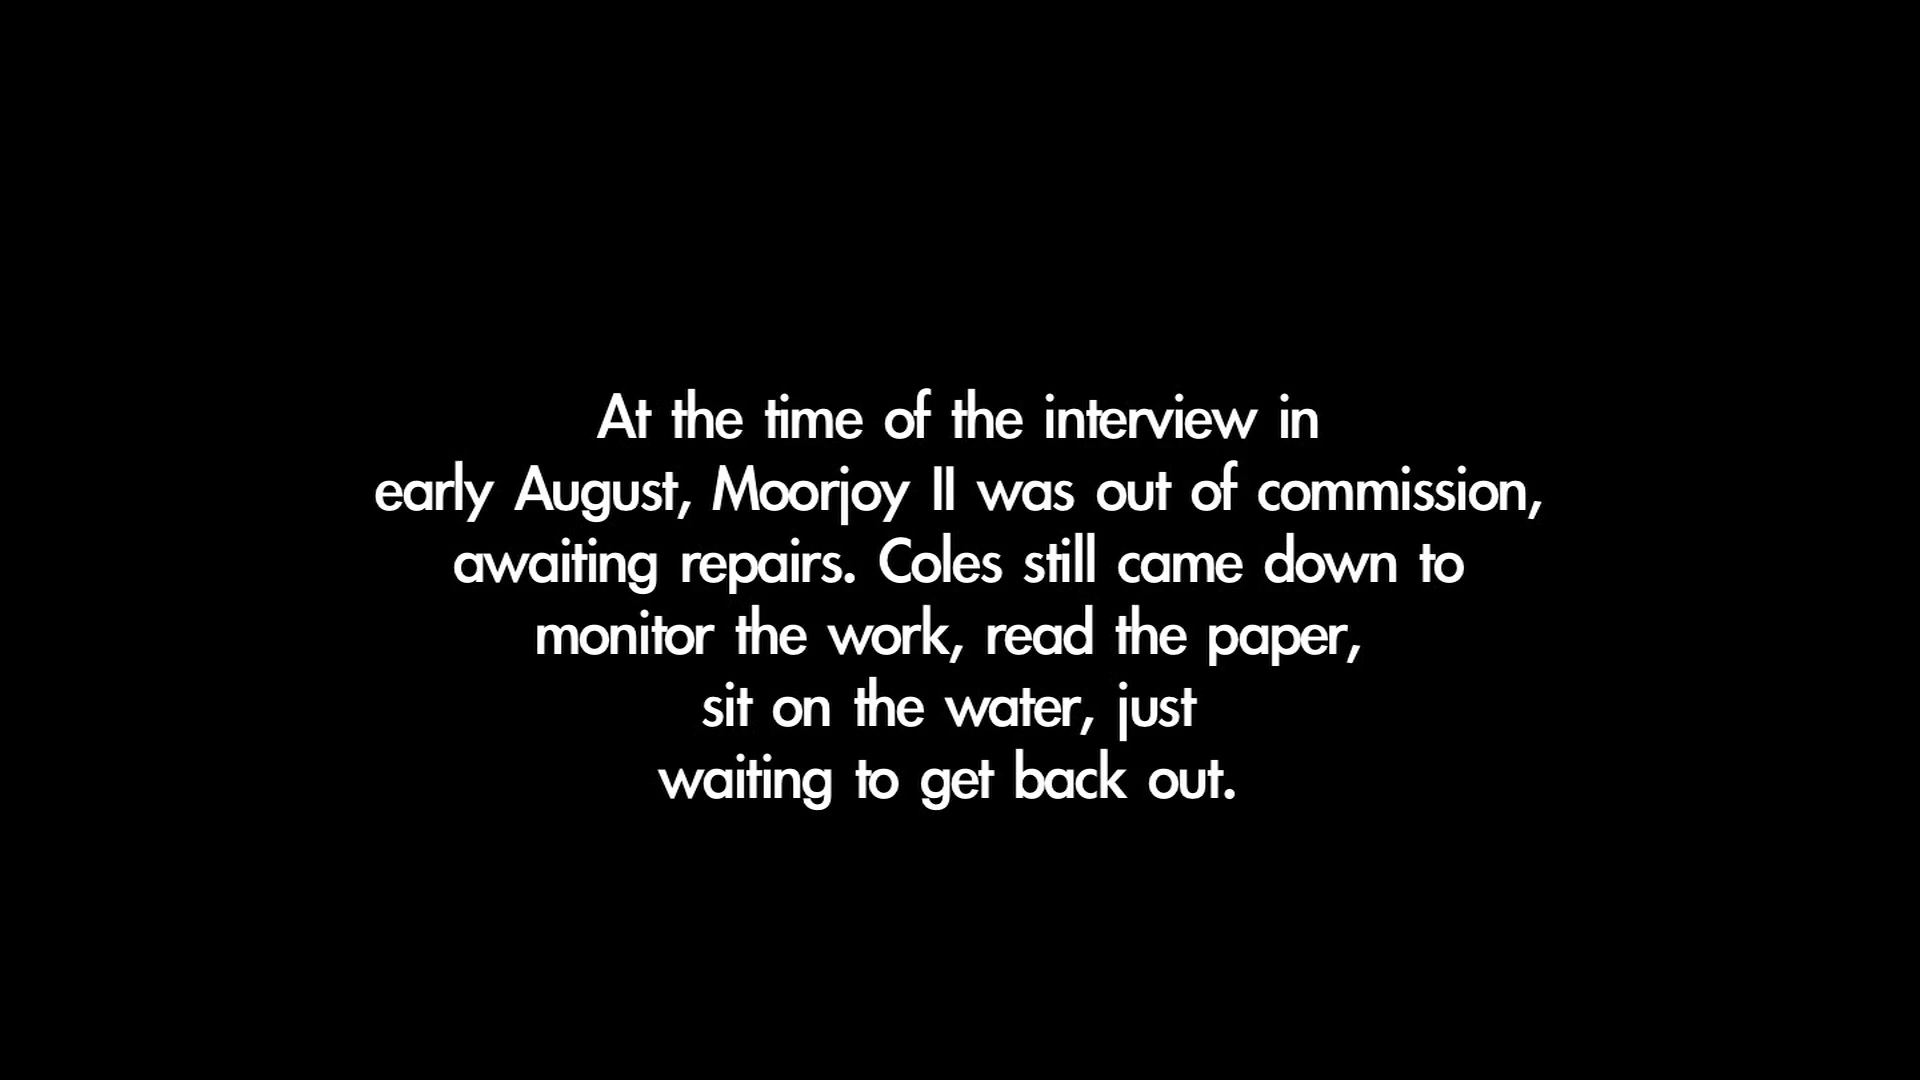 At the time of the interview in
early August, Moorjoy II was out of commission,
awaiting repairs. Coles still came down to
monitor the work, read the paper,
sit on the water, just
waiting to get back out.